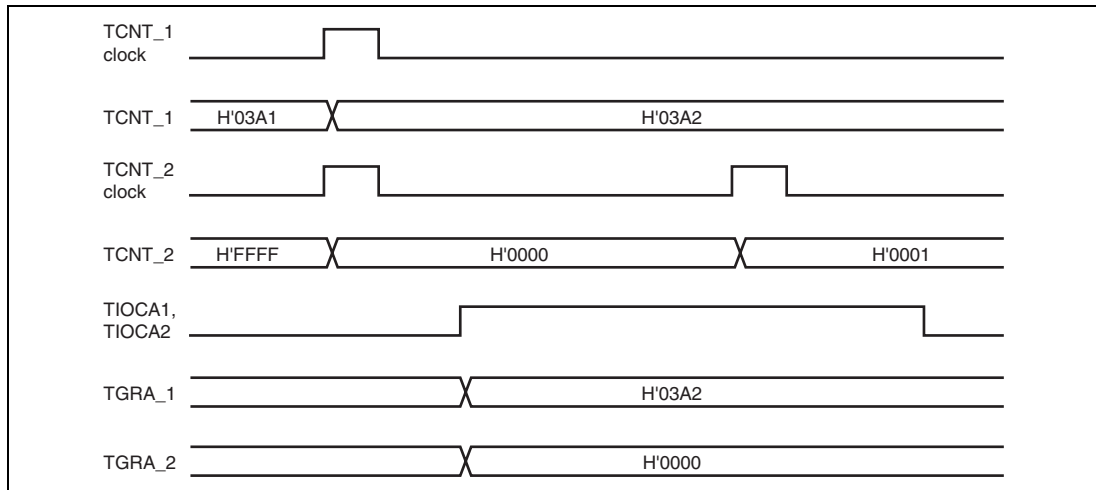 TCNT_1
clock
TCNT_1 H'03A1 H'03A2
TCNT_2
clock
TCNT_2 H'FFFF H'0000 H'0001
TIOCA1,
TIOCA2
TGRA_1 H'03A2
TGRA_2 H'0000